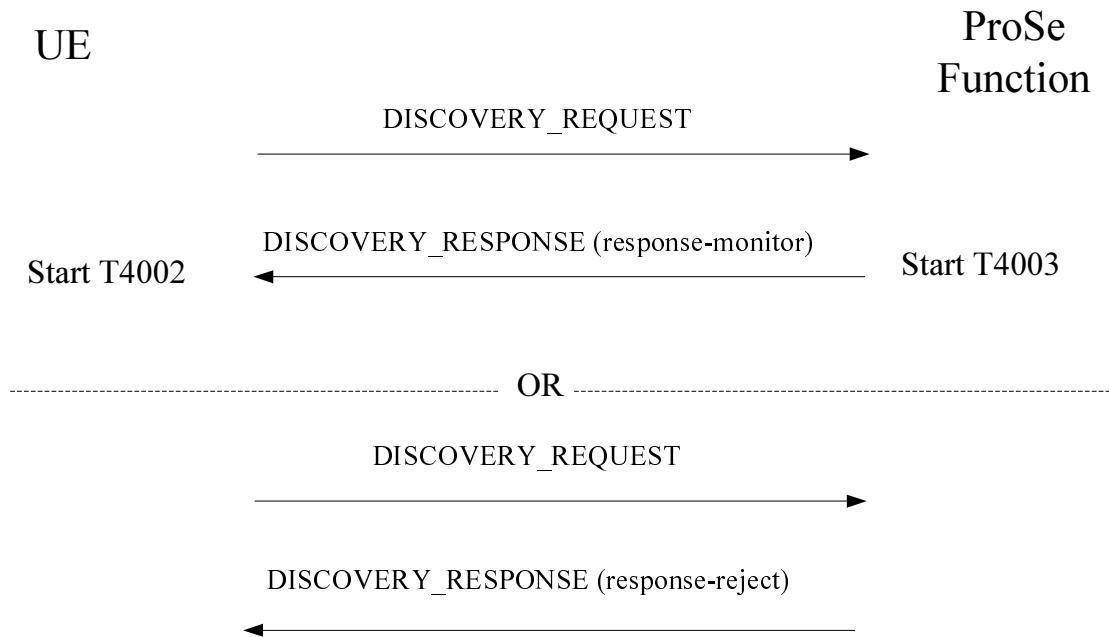 UE
ProSe
Function
DISCOVERY_REQUEST
DISCOVERY_RESPONSE (response-monitor)
Start T4002
Start T4003
OR
DISCOVERY_REQUEST
DISCOVERY_RESPONSE (response-reject)